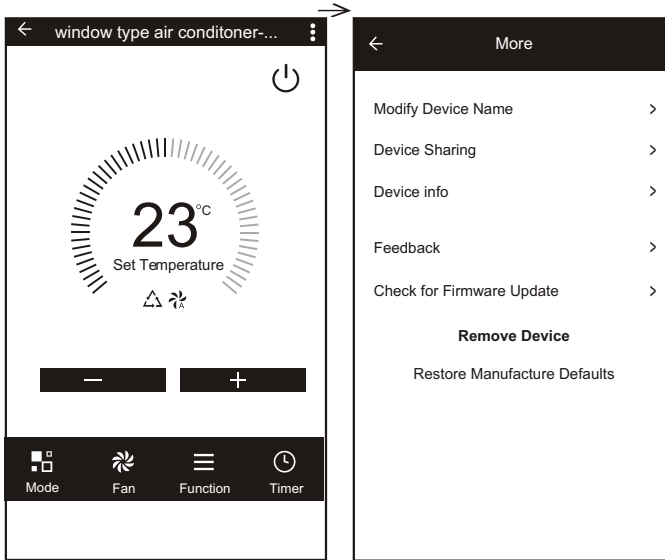 window type air conditoner-...
23°C
Set Temperature
A
Mode Fan Function Timer
More
Modify Device Name
Device Sharing
Device info
Feedback
Check for Firmware Update
Remove Device
Restore Manufacture Defaults